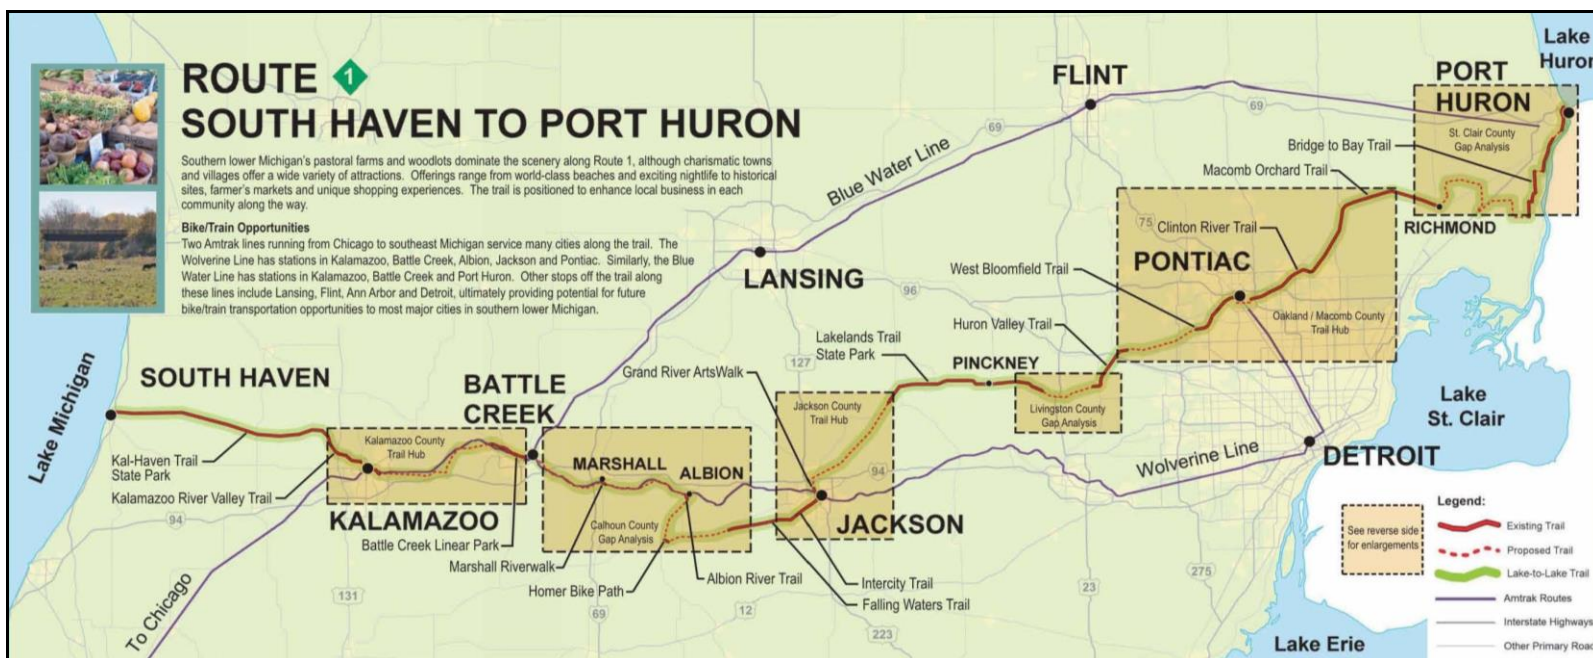 ROUTE 1
SOUTH HAVEN TO PORT HURON
Southern lower Michigan's pastoral farms and woodlots dominate the scenery along Route 1, although charismatic towns
and villages offer a wide variety of attractions. Offerings range from world-class beaches and exciting nightlife to historical
sites, farmer's markets and unique shopping experiences. The trail is positioned to enhance local business in each
community along the way.
Bike/Train Opportunities
Two Amtrak lines running from Chicago to southeast Michigan service many cities along the trail. The
Wolverine Line has stations in Kalamazoo, Battle Creek, Albion, Jackson and Pontiac. Similarly, the Blue
Water Line has stations in Kalamazoo, Battle Creek and Port Huron. Other stops off the trail along
these lines include Lansing, Flint, Ann Arbor and Detroit, ultimately providing potential for future
bike/train transportation opportunities to most major cities in southern lower Michigan.
Lake
Huron
FLINT
PORT
HURON
69
69
St. Clair County
Gap Analysis
Bridge to Bay Trail
Macomb Orchard Trail
Blue Water Line
75
Clinton River Trail
RICHMOND
PONTIAC
West Bloomfield Trail
LANSING
96
Oakland / Macomb County
Trail Hub
Huron Valley Trail
Lakelands Trail
State Park
PINCKNEY
127
Grand River ArtsWalk
Lake Michigan
SOUTH HAVEN
BATTLE
CREEK
Jackson County
Trail Hub
Livingston County
Gap Analysis
Lake
St. Clair
Kalamazoo County
Trail Hub
Kal-Haven Trail
State Park
Kalamazoo River Valley Trail
MARSHALL
ALBION
94
Wolverine Line
DETROIT
94
KALAMAZOO
Battle Creek Linear Park
Calhoun County
Gap Analysis
JACKSON
Marshall Riverwalk
Homer Bike Path
Albion River Trail
Intercity Trail
Falling Waters Trail
To Chicago
131
69
12
223
23
275
Lake Erie
See reverse side
for enlargements
Legend:
Existing Trail
Proposed Trail
Lake-to-Lake Trail
Amtrak Routes
Interstate Highways
Other Primary Road